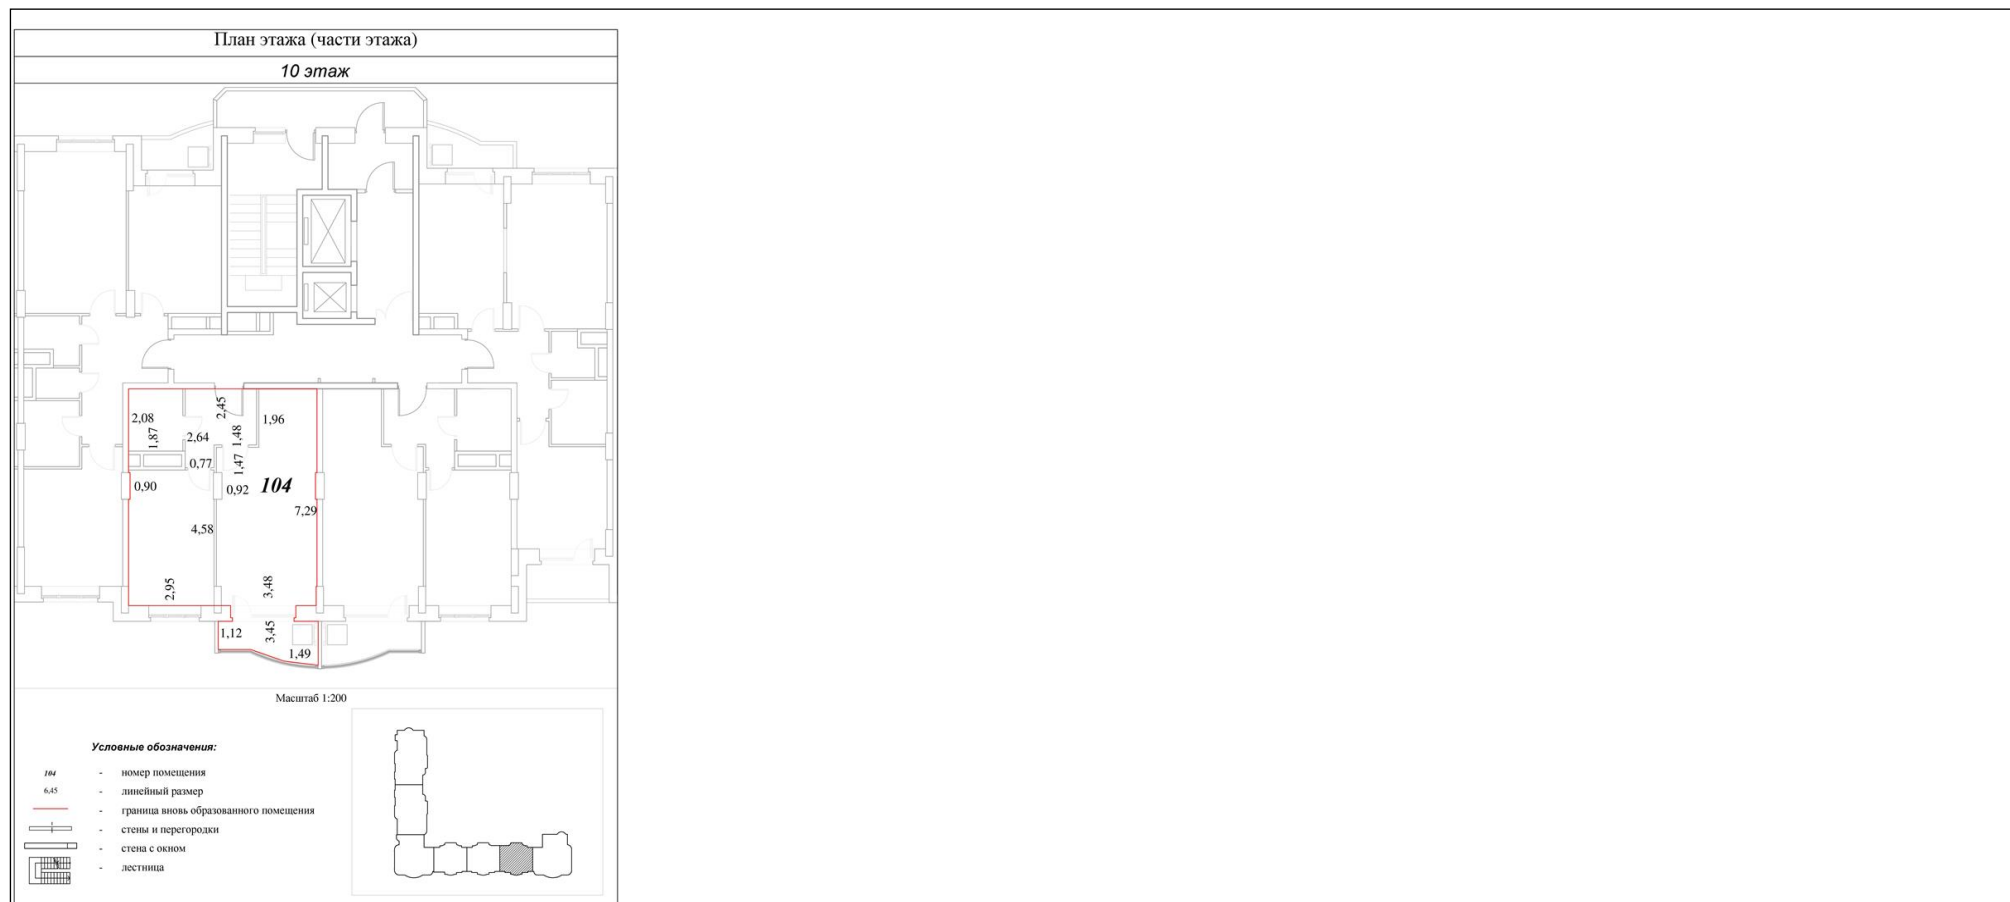 План этажа (части этажа)
10 этаж
2,45
2,08
1,96
1,87
2,64
1,48
0,77
1,47
0,90
0,92
104
7,29
4,58
2,95
3,48
1,12
3,45
1,49
Масштаб 1:200
Условные обозначения:
104 - номер помещения
6,45 - линейный размер
- граница вновь образованного помещения
- стены и перегородки
- стена с окном
- лестница